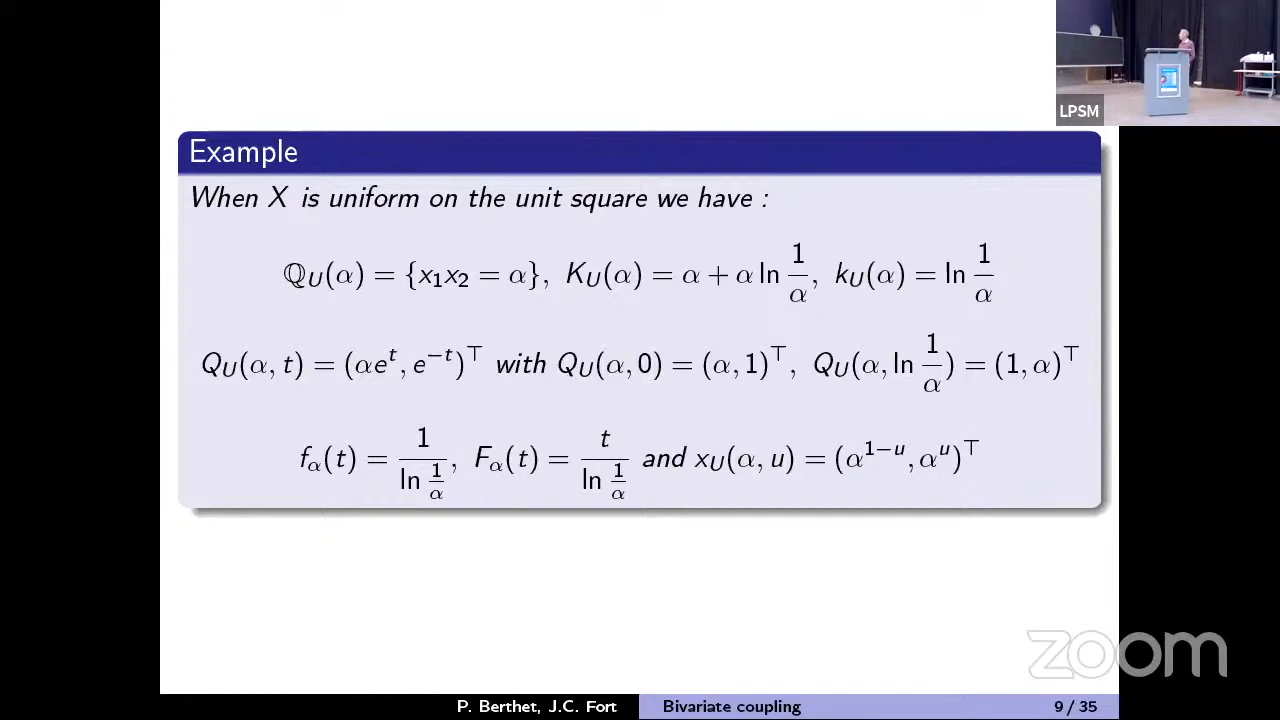 LPSM
Example
When X is uniform on the unit square we have :
ℚ_U(α) = {x₁x₂ = α}, K_U(α) = α + α ln 1/α, k_U(α) = ln 1/α
Q_U(α, t) = (αe^t, e^{−t})^⊤ with Q_U(α, 0) = (α, 1)^⊤, Q_U(α, ln 1/α) = (1, α)^⊤
f_α(t) = 1/(ln 1/α), F_α(t) = t/(ln 1/α) and x_U(α, u) = (α^{1−u}, α^u)^⊤
zoom
P. Berthet, J.C. Fort Bivariate coupling 9 / 35